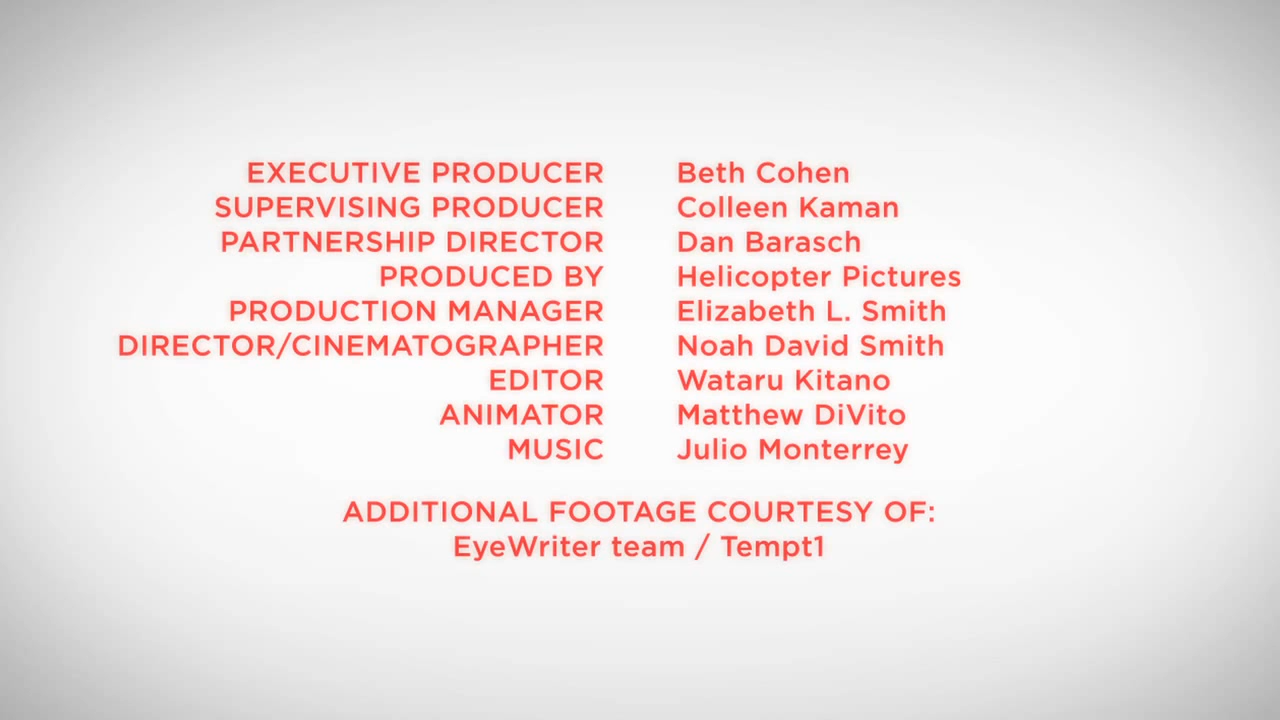 EXECUTIVE PRODUCER Beth Cohen
SUPERVISING PRODUCER Colleen Kaman
PARTNERSHIP DIRECTOR Dan Barasch
PRODUCED BY Helicopter Pictures
PRODUCTION MANAGER Elizabeth L. Smith
DIRECTOR/CINEMATOGRAPHER Noah David Smith
EDITOR Wataru Kitano
ANIMATOR Matthew DiVito
MUSIC Julio Monterrey
ADDITIONAL FOOTAGE COURTESY OF:
EyeWriter team / Tempt1